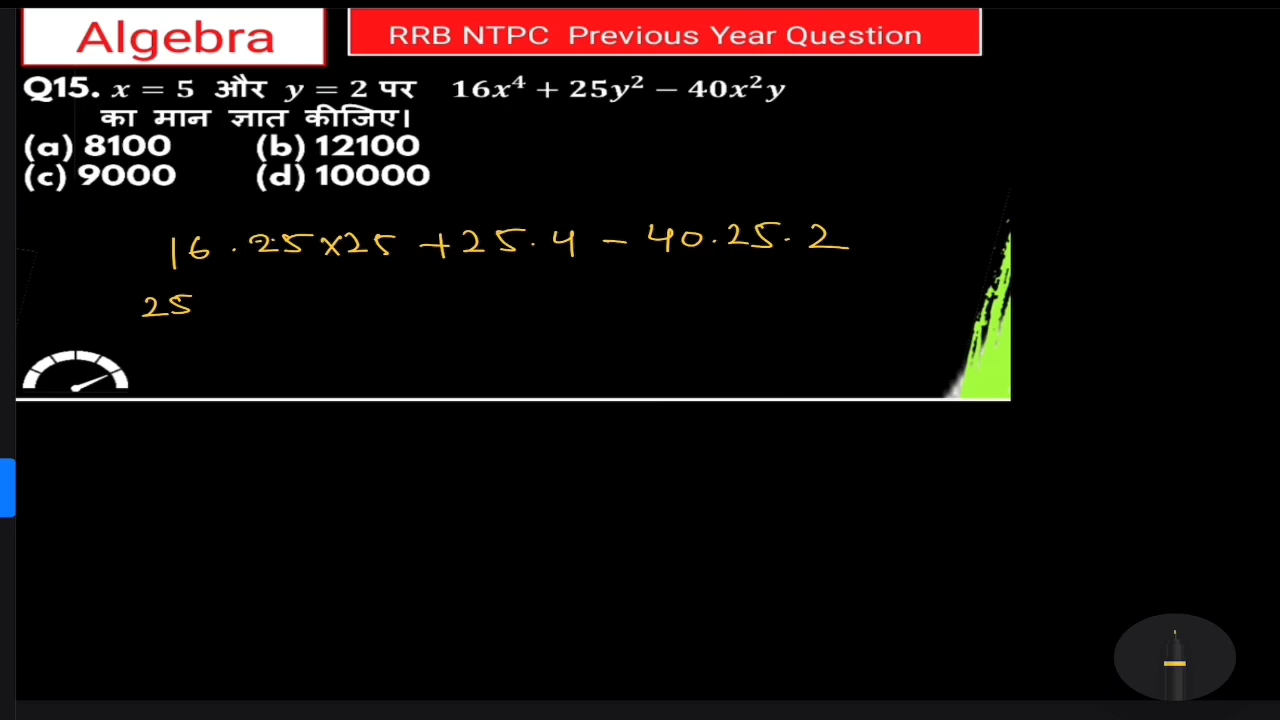 Algebra
RRB NTPC Previous Year Question
Q15. x = 5 और y = 2 पर 16x⁴ + 25y² − 40x²y
का मान ज्ञात कीजिए।
(a) 8100 (b) 12100
(c) 9000 (d) 10000
16 . 25×25 + 25 . 4 − 40 . 25 . 2
25